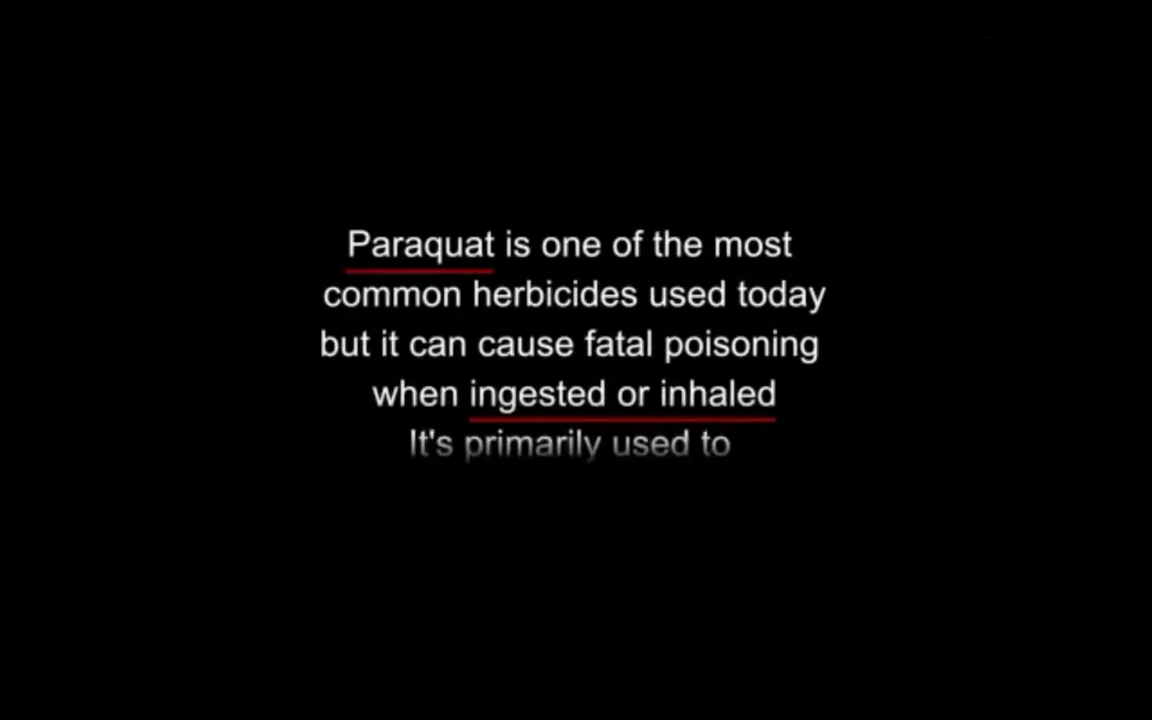 Paraquat is one of the most
common herbicides used today
but it can cause fatal poisoning
when ingested or inhaled
It's primarily used to